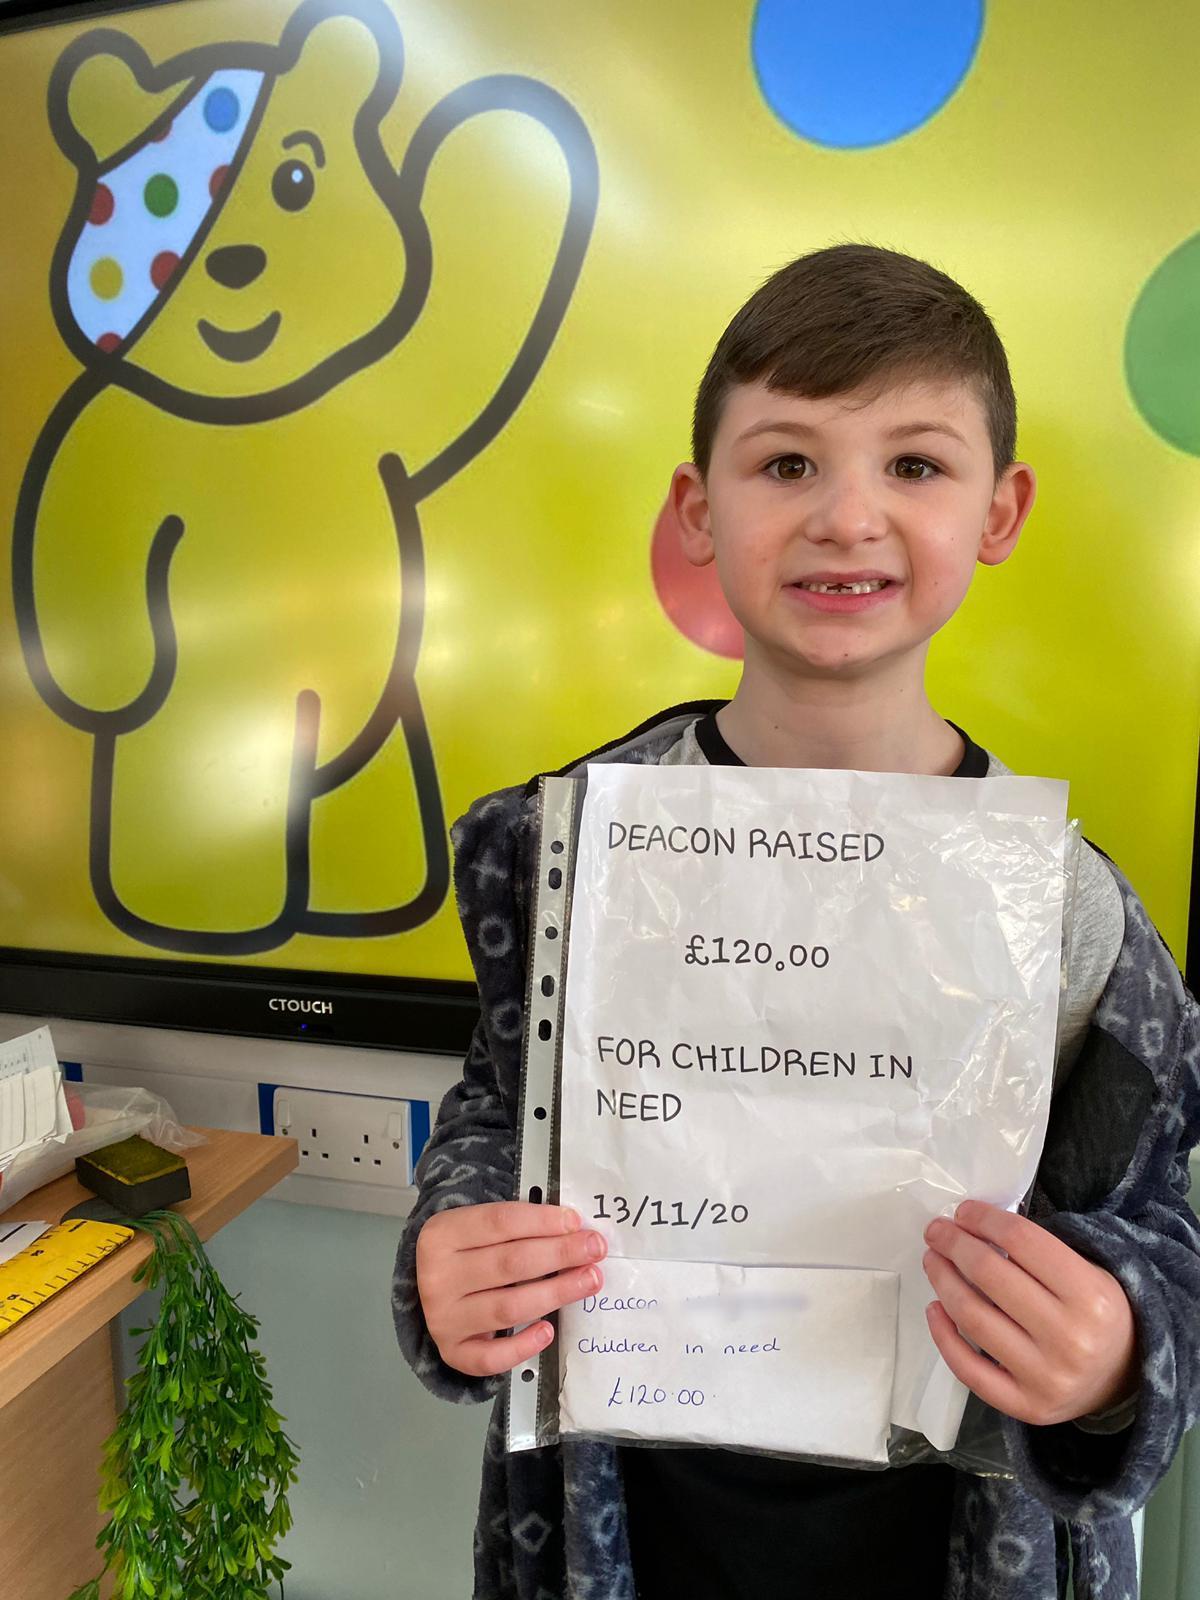 CTOUCH
DEACON RAISED
£120.00
FOR CHILDREN IN
NEED
13/11/20
Deacon
Children in need
£120.00